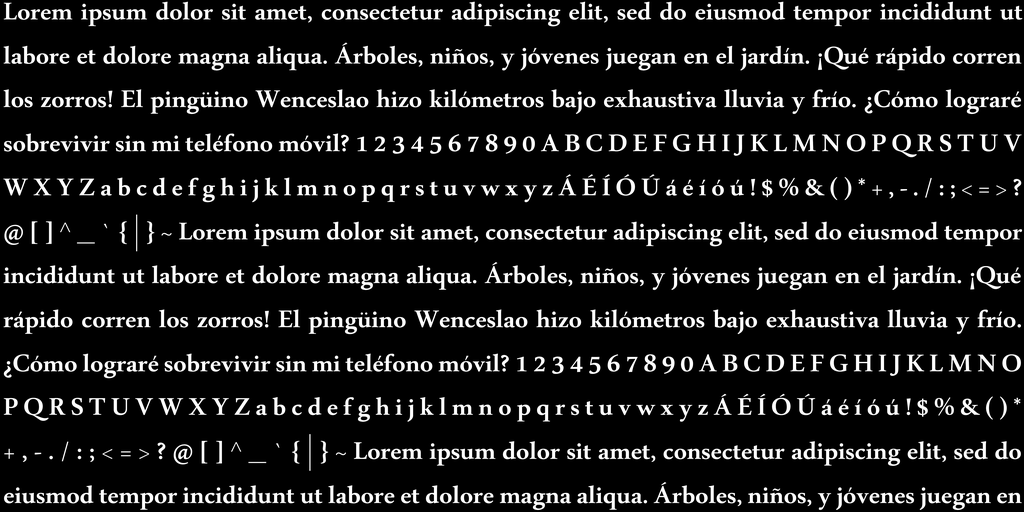 Lorem ipsum dolor sit amet, consectetur adipiscing elit, sed do eiusmod tempor incididunt ut
labore et dolore magna aliqua. Árboles, niños, y jóvenes juegan en el jardín. ¡Qué rápido corren
los zorros! El pingüino Wenceslao hizo kilómetros bajo exhaustiva lluvia y frío. ¿Cómo lograré
sobrevivir sin mi teléfono móvil? 1 2 3 4 5 6 7 8 9 0 A B C D E F G H I J K L M N O P Q R S T U V
W X Y Z a b c d e f g h i j k l m n o p q r s t u v w x y z Á É Í Ó Ú á é í ó ú ! $ % & ( ) * + , - . / : ; < = > ?
@ [ ] ^ _ ` { | } ~ Lorem ipsum dolor sit amet, consectetur adipiscing elit, sed do eiusmod tempor
incididunt ut labore et dolore magna aliqua. Árboles, niños, y jóvenes juegan en el jardín. ¡Qué
rápido corren los zorros! El pingüino Wenceslao hizo kilómetros bajo exhaustiva lluvia y frío.
¿Cómo lograré sobrevivir sin mi teléfono móvil? 1 2 3 4 5 6 7 8 9 0 A B C D E F G H I J K L M N O
P Q R S T U V W X Y Z a b c d e f g h i j k l m n o p q r s t u v w x y z Á É Í Ó Ú á é í ó ú ! $ % & ( ) *
+ , - . / : ; < = > ? @ [ ] ^ _ ` { | } ~ Lorem ipsum dolor sit amet, consectetur adipiscing elit, sed do
eiusmod tempor incididunt ut labore et dolore magna aliqua. Árboles, niños, y jóvenes juegan en